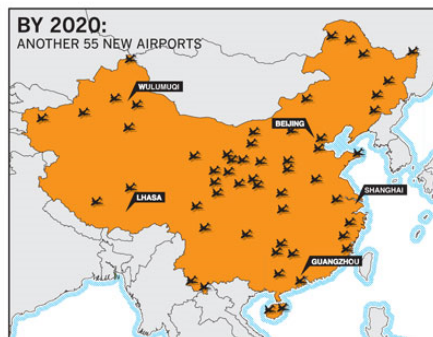 BY 2020:
ANOTHER 55 NEW AIRPORTS
WULUMUQI
BEIJING
SHANGHAI
LHASA
GUANGZHOU